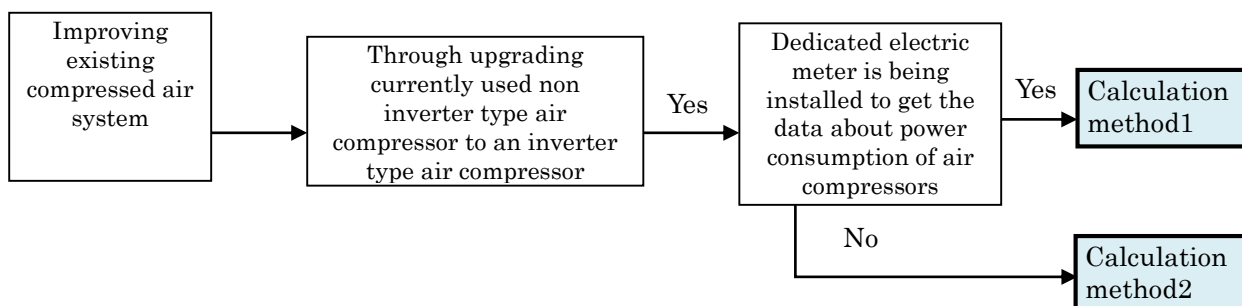 Improving
existing
compressed air
system
Through upgrading
currently used non
inverter type air
compressor to an inverter
type air compressor
Yes
Dedicated electric
meter is being
installed to get the
data about power
consumption of air
compressors
Yes
Calculation
method1
No
Calculation
method2